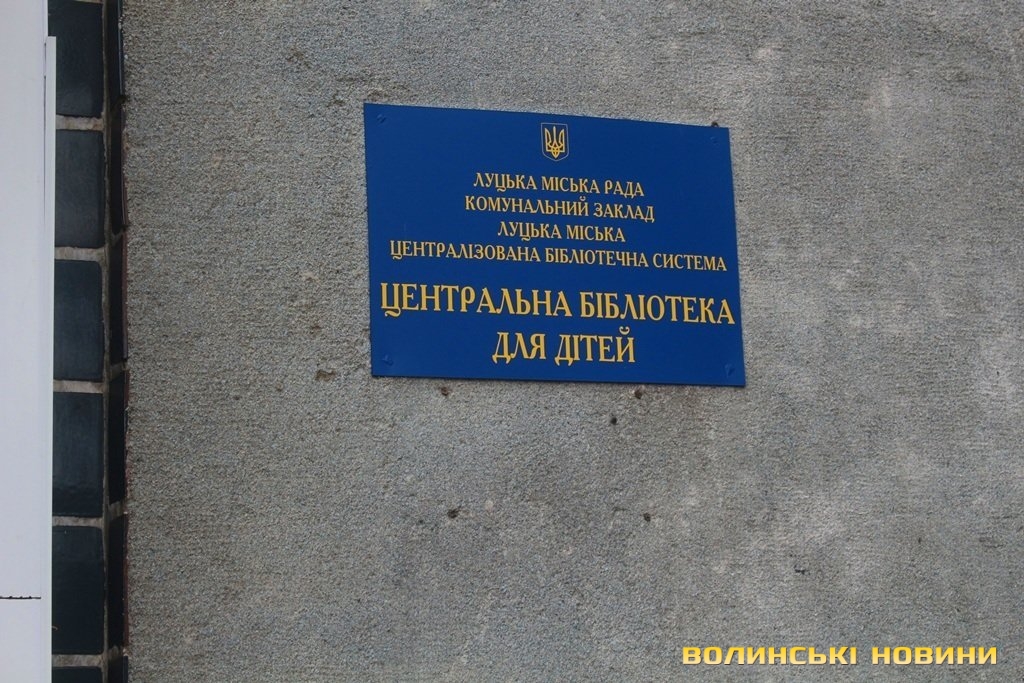 ЛУЦЬКА МІСЬКА РАДА
КОМУНАЛЬНИЙ ЗАКЛАД
ЛУЦЬКА МІСЬКА
ЦЕНТРАЛІЗОВАНА БІБЛІОТЕЧНА СИСТЕМА
ЦЕНТРАЛЬНА БІБЛІОТЕКА
ДЛЯ ДІТЕЙ
ВОЛИНСЬКІ НОВИНИ